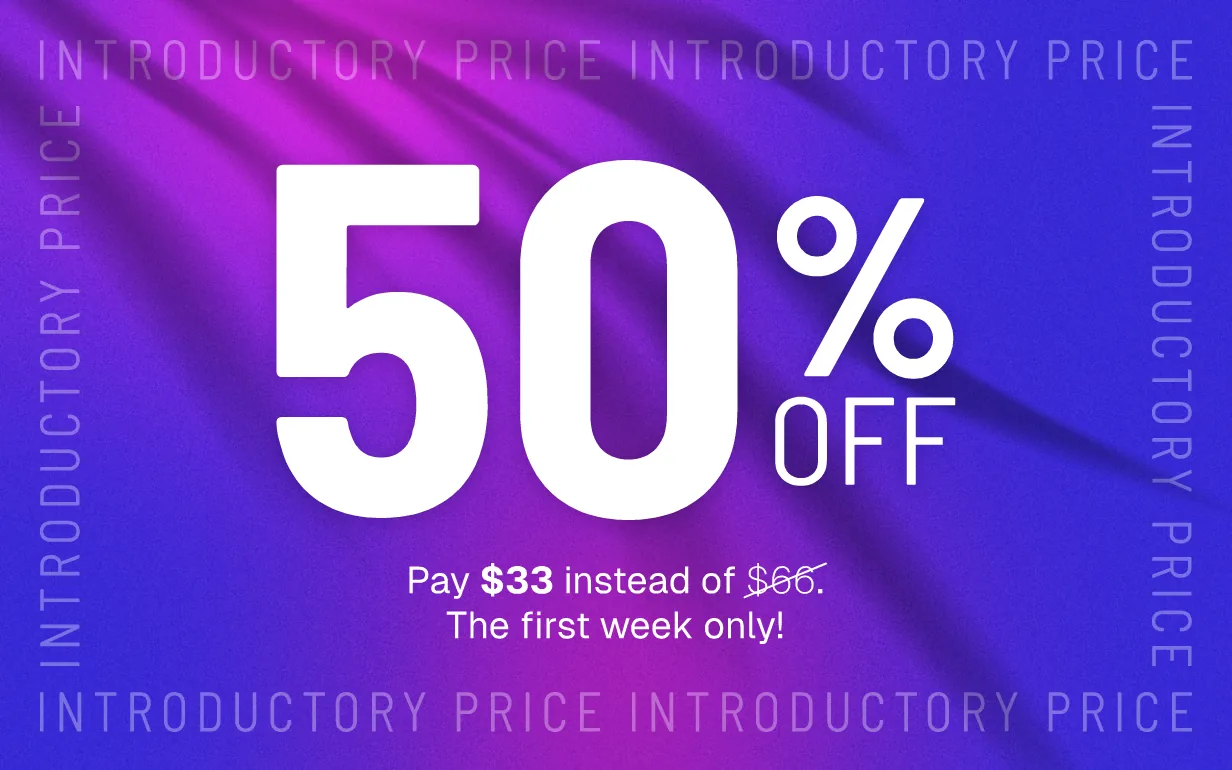 INTRODUCTORY PRICE INTRODUCTORY PRICE
INTRODUCTORY PRICE
INTRODUCTORY PRICE
50%
OFF
Pay $33 instead of $66.
The first week only!
INTRODUCTORY PRICE INTRODUCTORY PRICE